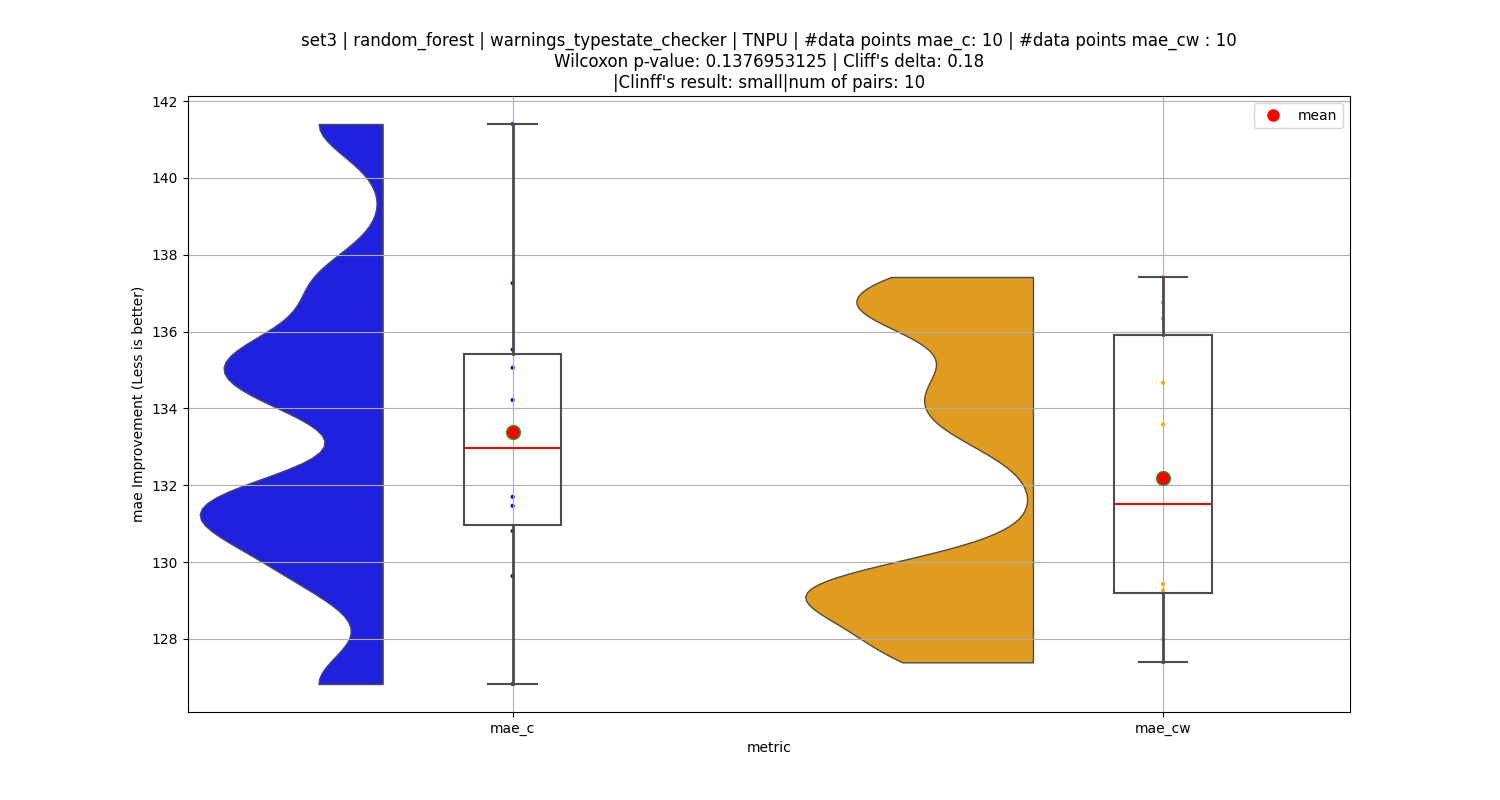 set3 | random_forest | warnings_typestate_checker | TNPU | #data points mae_c: 10 | #data points mae_cw : 10
Wilcoxon p-value: 0.1376953125 | Cliff's delta: 0.18
|Clinff's result: small|num of pairs: 10
mean
142
140
138
136
134
132
130
128
mae Improvement (Less is better)
mae_c
mae_cw
metric